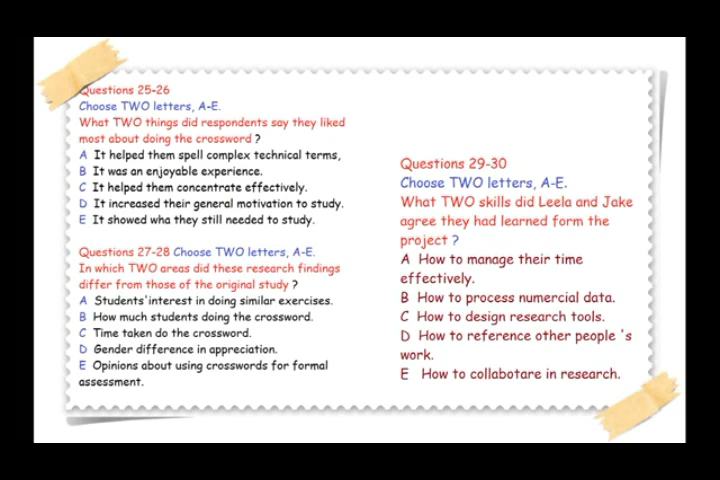 Questions 25-26
Choose TWO letters, A-E.
What TWO things did respondents say they liked
most about doing the crossword ?
A It helped them spell complex technical terms,
B It was an enjoyable experience.
C It helped them concentrate effectively.
D It increased their general motivation to study.
E It showed wha they still needed to study.
Questions 27-28 Choose TWO letters, A-E.
In which TWO areas did these research findings
differ from those of the original study ?
A Students'interest in doing similar exercises.
B How much students doing the crossword.
C Time taken do the crossword.
D Gender difference in appreciation.
E Opinions about using crosswords for formal
assessment.
Questions 29-30
Choose TWO letters, A-E.
What TWO skills did Leela and Jake
agree they had learned form the
project ?
A How to manage their time
effectively.
B How to process numercial data.
C How to design research tools.
D How to reference other people 's
work.
E How to collabotare in research.